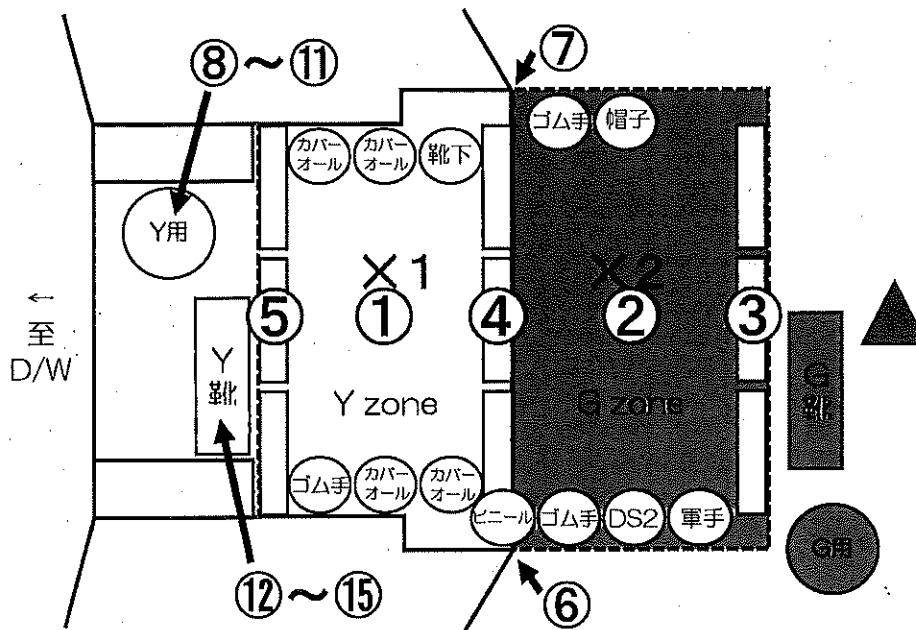 ⑧～⑪
⑦
ゴム手
帽子
カバー
オール
カバー
オール
靴下
Y用
×1
×2
←
至
D/W
⑤
①
④
②
③
Y
靴
Y zone
G zone
G
靴
ゴム手
カバー
オール
カバー
オール
ビニール
ゴム手
DS2
軍手
G用
⑫～⑮
⑥